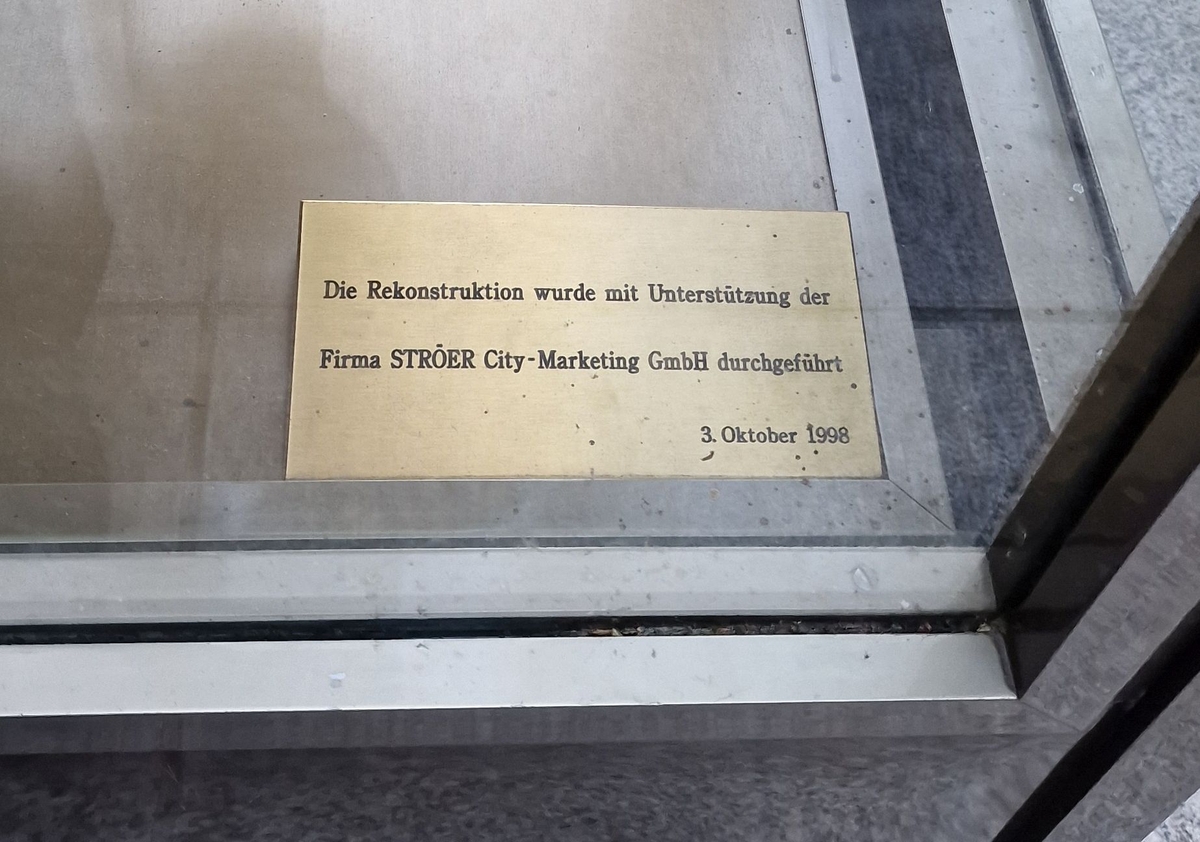 Die Rekonstruktion wurde mit Unterstützung der
Firma STRÖER City-Marketing GmbH durchgeführt
3. Oktober 1998